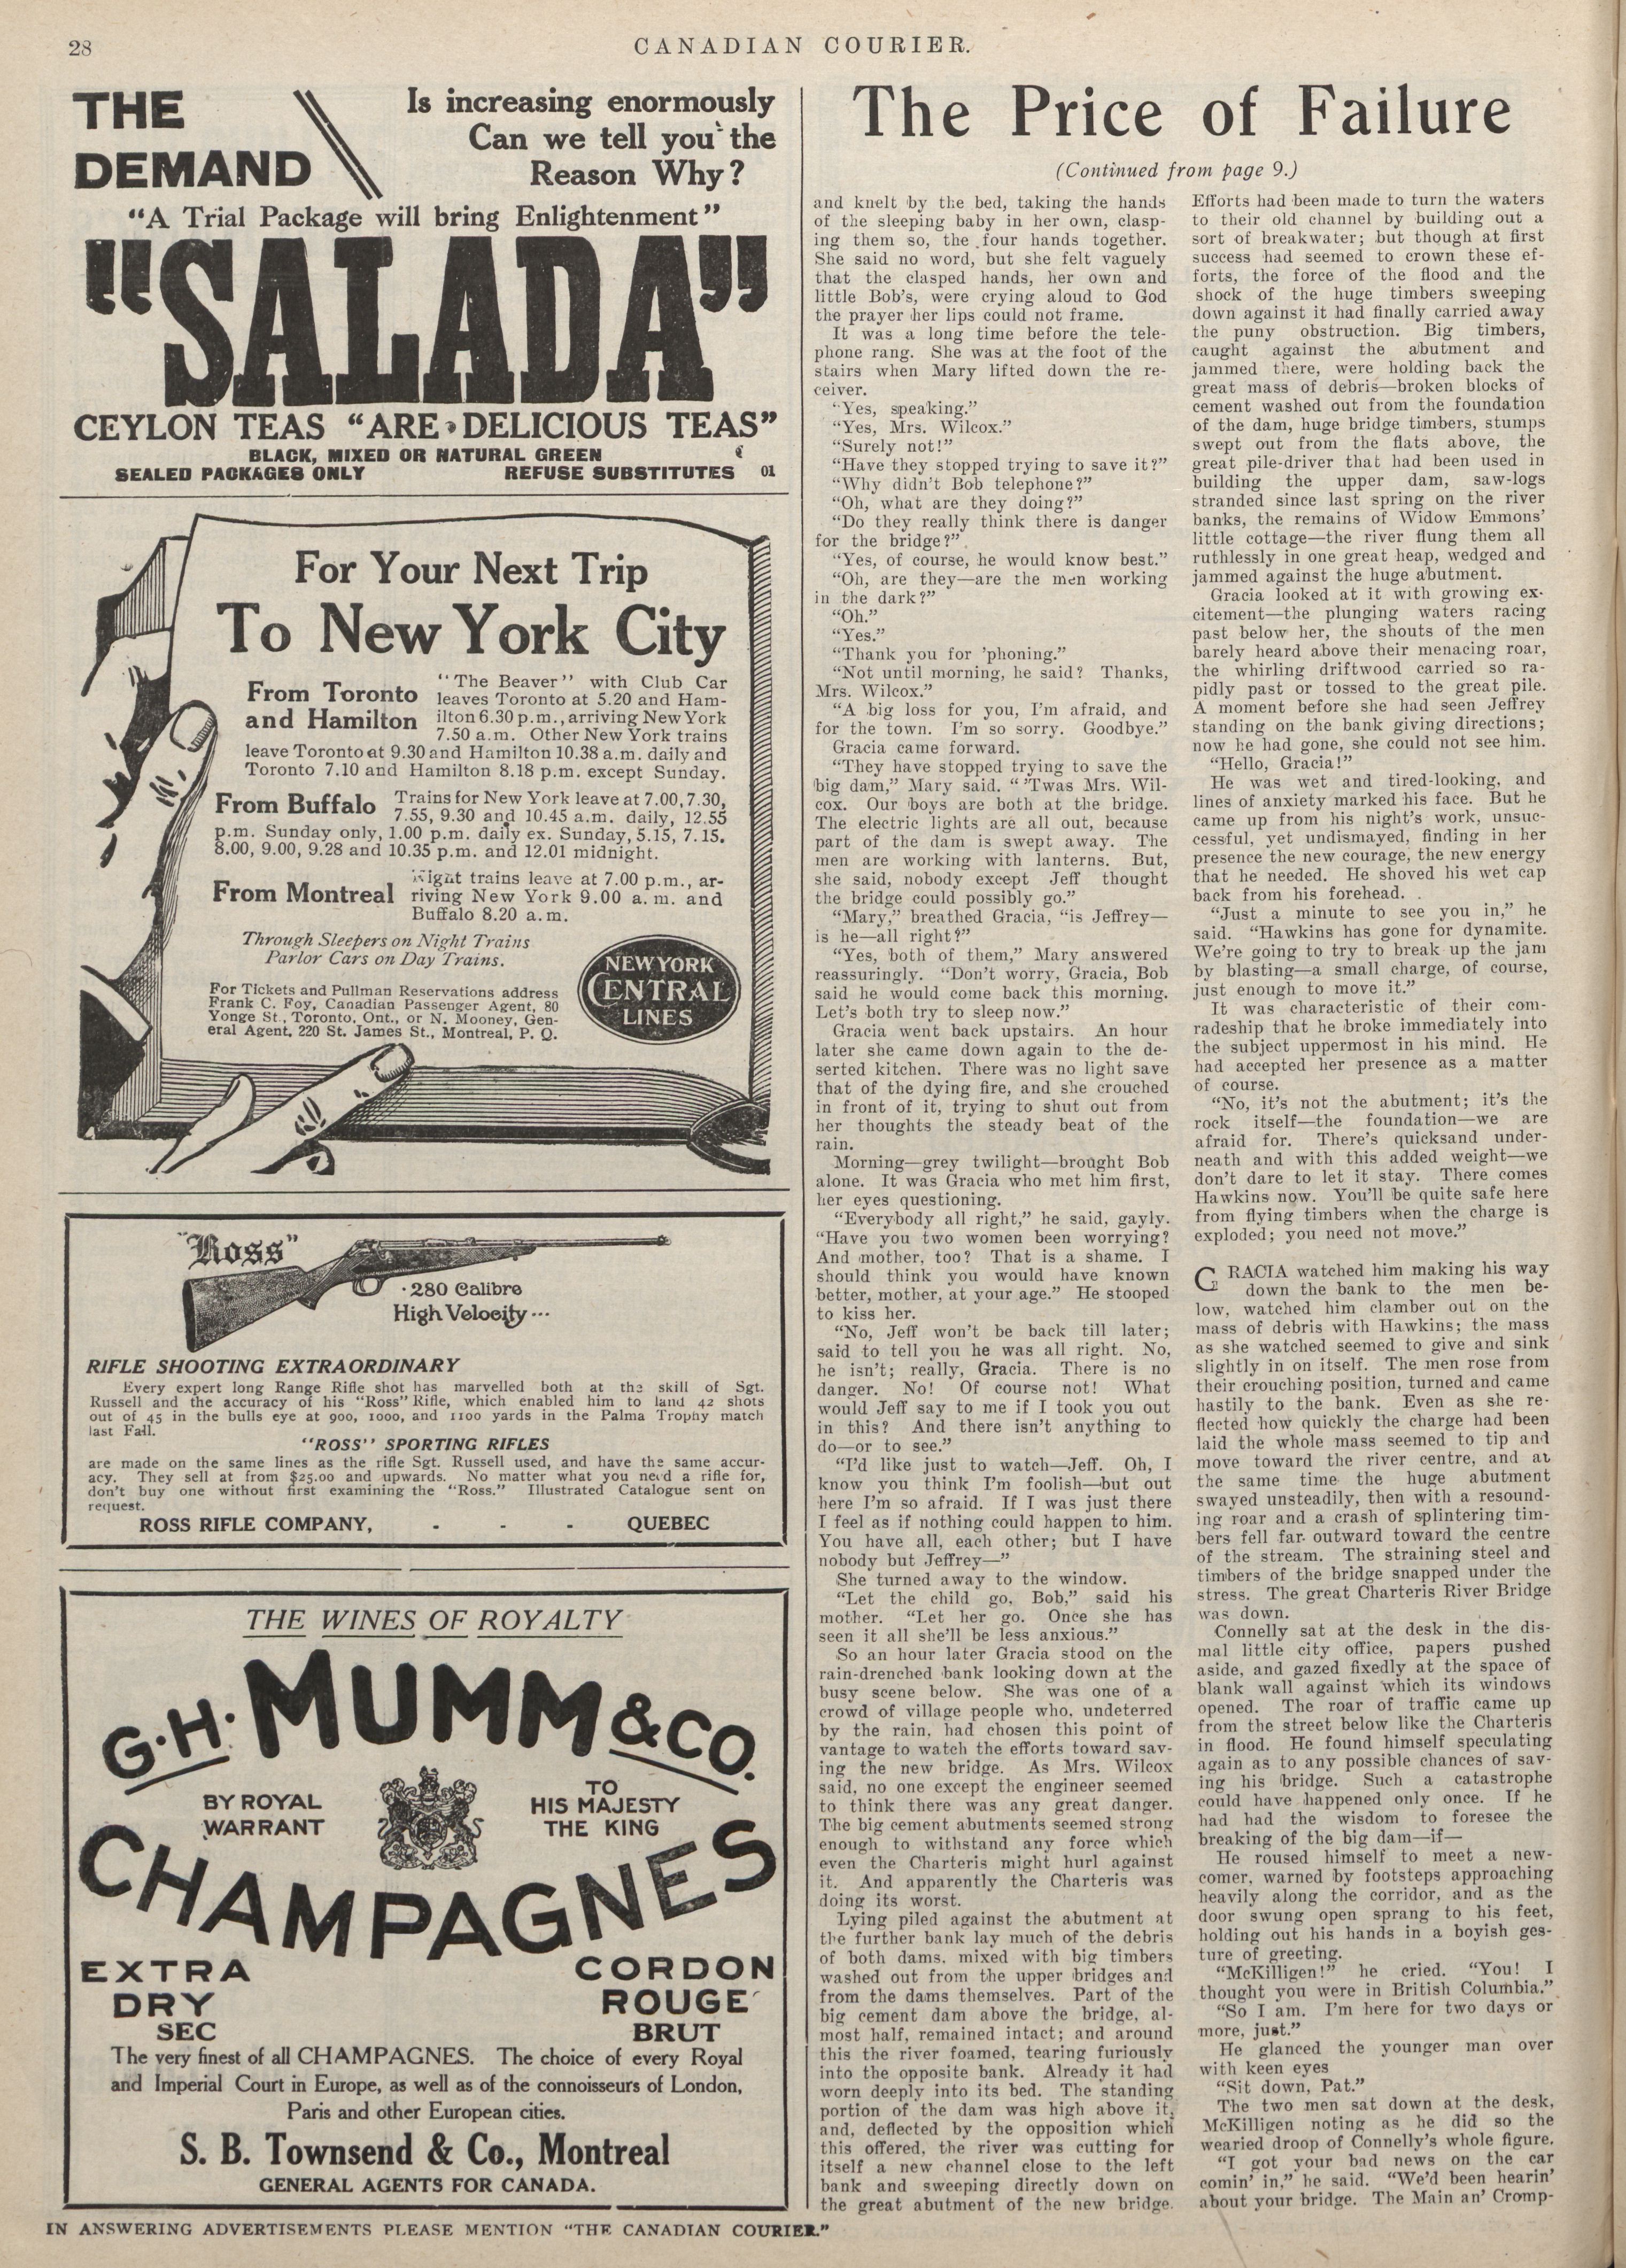 28
CANADIAN COURIER.
THE
DEMAND
Is increasing enormously
Can we tell you the
Reason Why?
"A Trial Package will bring Enlightenment"
"SALADA"
CEYLON TEAS "ARE DELICIOUS TEAS"
BLACK, MIXED OR NATURAL GREEN
SEALED PACKAGES ONLY REFUSE SUBSTITUTES 01
For Your Next Trip
To New York City
From Toronto
and Hamilton
"The Beaver" with Club Car
leaves Toronto at 5.20 and Ham-
ilton 6.30 p.m., arriving New York
7.50 a.m. Other New York trains
leave Toronto at 9.30 and Hamilton 10.38 a.m. daily and
Toronto 7.10 and Hamilton 8.18 p.m. except Sunday.
From Buffalo
Trains for New York leave at 7.00, 7.30,
7.55, 9.30 and 10.45 a.m. daily, 12.55
p.m. Sunday only, 1.00 p.m. daily ex. Sunday, 5.15, 7.15,
8.00, 9.00, 9.28 and 10.35 p.m. and 12.01 midnight.
From Montreal
Night trains leave at 7.00 p.m., ar-
riving New York 9.00 a.m. and
Buffalo 8.20 a.m.
Through Sleepers on Night Trains
Parlor Cars on Day Trains.
For Tickets and Pullman Reservations address
Frank C. Foy, Canadian Passenger Agent, 80
Yonge St., Toronto, Ont., or N. Mooney, Gen-
eral Agent, 220 St. James St., Montreal, P. Q.
NEW YORK
CENTRAL
LINES
"Ross"
.280 Calibre
High Velocity...
RIFLE SHOOTING EXTRAORDINARY
Every expert long Range Rifle shot has marvelled both at the skill of Sgt.
Russell and the accuracy of his "Ross" Rifle, which enabled him to land 42 shots
out of 45 in the bulls eye at 900, 1000, and 1100 yards in the Palma Trophy match
last Fall.
"ROSS" SPORTING RIFLES
are made on the same lines as the rifle Sgt. Russell used, and have the same accur-
acy. They sell at from $25.00 and upwards. No matter what you need a rifle for,
don't buy one without first examining the "Ross." Illustrated Catalogue sent on
request.
ROSS RIFLE COMPANY, - - - QUEBEC
THE WINES OF ROYALTY
G.H. MUMM & CO.
BY ROYAL
WARRANT
TO
HIS MAJESTY
THE KING
CHAMPAGNES
EXTRA
DRY
SEC
CORDON
ROUGE
BRUT
The very finest of all CHAMPAGNES. The choice of every Royal
and Imperial Court in Europe, as well as of the connoisseurs of London,
Paris and other European cities.
S. B. Townsend & Co., Montreal
GENERAL AGENTS FOR CANADA.
IN ANSWERING ADVERTISEMENTS PLEASE MENTION "THE CANADIAN COURIER."
The Price of Failure
(Continued from page 9.)
and knelt by the bed, taking the hands
of the sleeping baby in her own, clasp-
ing them so, the four hands together.
She said no word, but she felt vaguely
that the clasped hands, her own and
little Bob's, were crying aloud to God
the prayer her lips could not frame.
It was a long time before the tele-
phone rang. She was at the foot of the
stairs when Mary lifted down the re-
ceiver.
"Yes, speaking."
"Yes, Mrs. Wilcox."
"Surely not!"
"Have they stopped trying to save it?"
"Why didn't Bob telephone?"
"Oh, what are they doing?"
"Do they really think there is danger
for the bridge?"
"Yes, of course, he would know best."
"Oh, are they—are the men working
in the dark?"
"Oh."
"Yes."
"Thank you for 'phoning."
"Not until morning, he said? Thanks,
Mrs. Wilcox."
"A big loss for you, I'm afraid, and
for the town. I'm so sorry. Goodbye."
Gracia came forward.
"They have stopped trying to save the
big dam," Mary said. "'Twas Mrs. Wil-
cox. Our boys are both at the bridge.
The electric lights are all out, because
part of the dam is swept away. The
men are working with lanterns. But,
she said, nobody except Jeff thought
the bridge could possibly go."
"Mary," breathed Gracia, "is Jeffrey—
is he—all right?"
"Yes, both of them," Mary answered
reassuringly. "Don't worry, Gracia, Bob
said he would come back this morning.
Let's both try to sleep now."
Gracia went back upstairs. An hour
later she came down again to the de-
serted kitchen. There was no light save
that of the dying fire, and she crouched
in front of it, trying to shut out from
her thoughts the steady beat of the
rain.
Morning—grey twilight—brought Bob
alone. It was Gracia who met him first,
her eyes questioning.
"Everybody all right," he said, gayly.
"Have you two women been worrying?
And mother, too? That is a shame. I
should think you would have known
better, mother, at your age." He stooped
to kiss her.
"No, Jeff won't be back till later;
said to tell you he was all right. No,
he isn't; really, Gracia. There is no
danger. No! Of course not! What
would Jeff say to me if I took you out
in this? And there isn't anything to
do—or to see."
"I'd like just to watch—Jeff. Oh, I
know you think I'm foolish—but out
here I'm so afraid. If I was just there
I feel as if nothing could happen to him.
You have all, each other; but I have
nobody but Jeffrey—"
She turned away to the window.
"Let the child go, Bob," said his
mother. "Let her go. Once she has
seen it all she'll be less anxious."
So an hour later Gracia stood on the
rain-drenched bank looking down at the
busy scene below. She was one of a
crowd of village people who, undeterred
by the rain, had chosen this point of
vantage to watch the efforts toward sav-
ing the new bridge. As Mrs. Wilcox
said, no one except the engineer seemed
to think there was any great danger.
The big cement abutments seemed strong
enough to withstand any force which
even the Charteris might hurl against
it. And apparently the Charteris was
doing its worst.
Lying piled against the abutment at
the further bank lay much of the debris
of both dams, mixed with big timbers
washed out from the upper bridges and
from the dams themselves. Part of the
big cement dam above the bridge, al-
most half, remained intact; and around
this the river foamed, tearing furiously
into the opposite bank. Already it had
worn deeply into its bed. The standing
portion of the dam was high above it,
and, deflected by the opposition which
this offered, the river was cutting for
itself a new channel close to the left
bank and sweeping directly down on
the great abutment of the new bridge.
Efforts had been made to turn the waters
to their old channel by building out a
sort of breakwater; but though at first
success had seemed to crown these ef-
forts, the force of the flood and the
shock of the huge timbers sweeping
down against it had finally carried away
the puny obstruction. Big timbers,
caught against the abutment and
jammed there, were holding back the
great mass of debris—broken blocks of
cement washed out from the foundation
of the dam, huge bridge timbers, stumps
swept out from the flats above, the
great pile-driver that had been used in
building the upper dam, saw-logs
stranded since last spring on the river
banks, the remains of Widow Emmons'
little cottage—the river flung them all
ruthlessly in one great heap, wedged and
jammed against the huge abutment.
Gracia looked at it with growing ex-
citement—the plunging waters racing
past below her, the shouts of the men
barely heard above their menacing roar,
the whirling driftwood carried so ra-
pidly past or tossed to the great pile.
A moment before she had seen Jeffrey
standing on the bank giving directions;
now he had gone, she could not see him.
"Hello, Gracia!"
He was wet and tired-looking, and
lines of anxiety marked his face. But he
came up from his night's work, unsuc-
cessful, yet undismayed, finding in her
presence the new courage, the new energy
that he needed. He shoved his wet cap
back from his forehead.
"Just a minute to see you in," he
said. "Hawkins has gone for dynamite.
We're going to try to break up the jam
by blasting—a small charge, of course,
just enough to move it."
It was characteristic of their com-
radeship that he broke immediately into
the subject uppermost in his mind. He
had accepted her presence as a matter
of course.
"No, it's not the abutment; it's the
rock itself—the foundation—we are
afraid for. There's quicksand under-
neath and with this added weight—we
don't dare to let it stay. There comes
Hawkins now. You'll be quite safe here
from flying timbers when the charge is
exploded; you need not move."
GRACIA watched him making his way
down the bank to the men be-
low, watched him clamber out on the
mass of debris with Hawkins; the mass
as she watched seemed to give and sink
slightly in on itself. The men rose from
their crouching position, turned and came
hastily to the bank. Even as she re-
flected how quickly the charge had been
laid the whole mass seemed to tip and
move toward the river centre, and at
the same time the huge abutment
swayed unsteadily, then with a resound-
ing roar and a crash of splintering tim-
bers fell far outward toward the centre
of the stream. The straining steel and
timbers of the bridge snapped under the
stress. The great Charteris River Bridge
was down.
Connelly sat at the desk in the dis-
mal little city office, papers pushed
aside, and gazed fixedly at the space of
blank wall against which its windows
opened. The roar of traffic came up
from the street below like the Charteris
in flood. He found himself speculating
again as to any possible chances of sav-
ing his bridge. Such a catastrophe
could have happened only once. If he
had had the wisdom to foresee the
breaking of the big dam—if—
He roused himself to meet a new-
comer, warned by footsteps approaching
heavily along the corridor, and as the
door swung open sprang to his feet,
holding out his hands in a boyish ges-
ture of greeting.
"McKilligen!" he cried. "You! I
thought you were in British Columbia."
"So I am. I'm here for two days or
more, just."
He glanced the younger man over
with keen eyes
"Sit down, Pat."
The two men sat down at the desk,
McKilligen noting as he did so the
wearied droop of Connelly's whole figure.
"I got your bad news on the car
comin' in," he said. "We'd been hearin'
about your bridge. The Main an' Cromp-